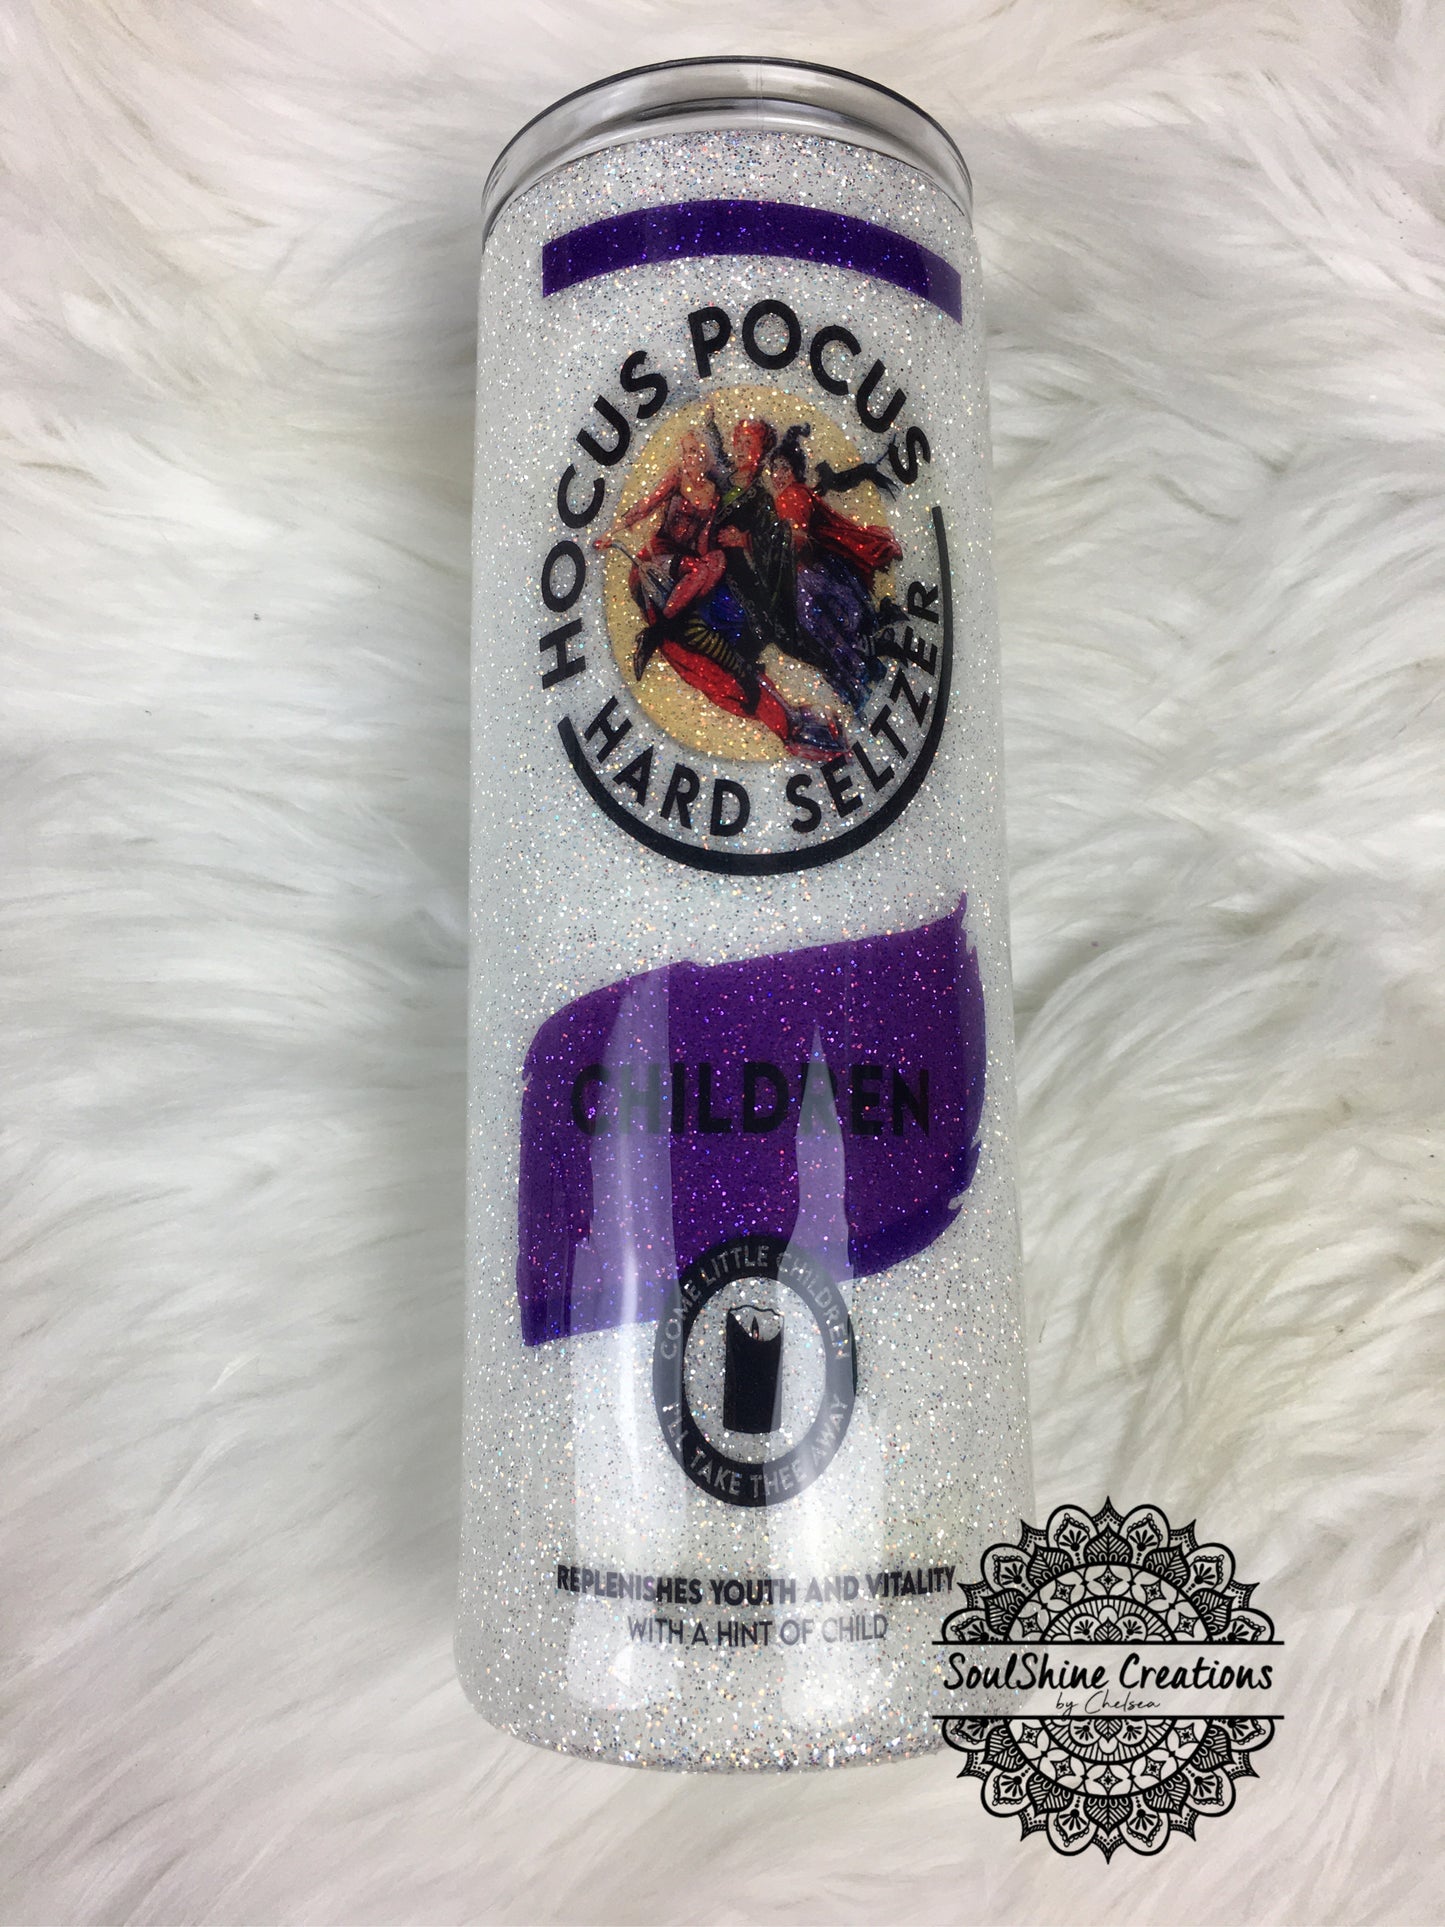 HOCUS POCUS
HARD SELTZER
CHILDREN
COME LITTLE CHILDREN
I'LL TAKE THEE AWAY
REPLENISHES YOUTH AND VITALITY
WITH A HINT OF CHILD
SoulShine Creations
by Chelsea